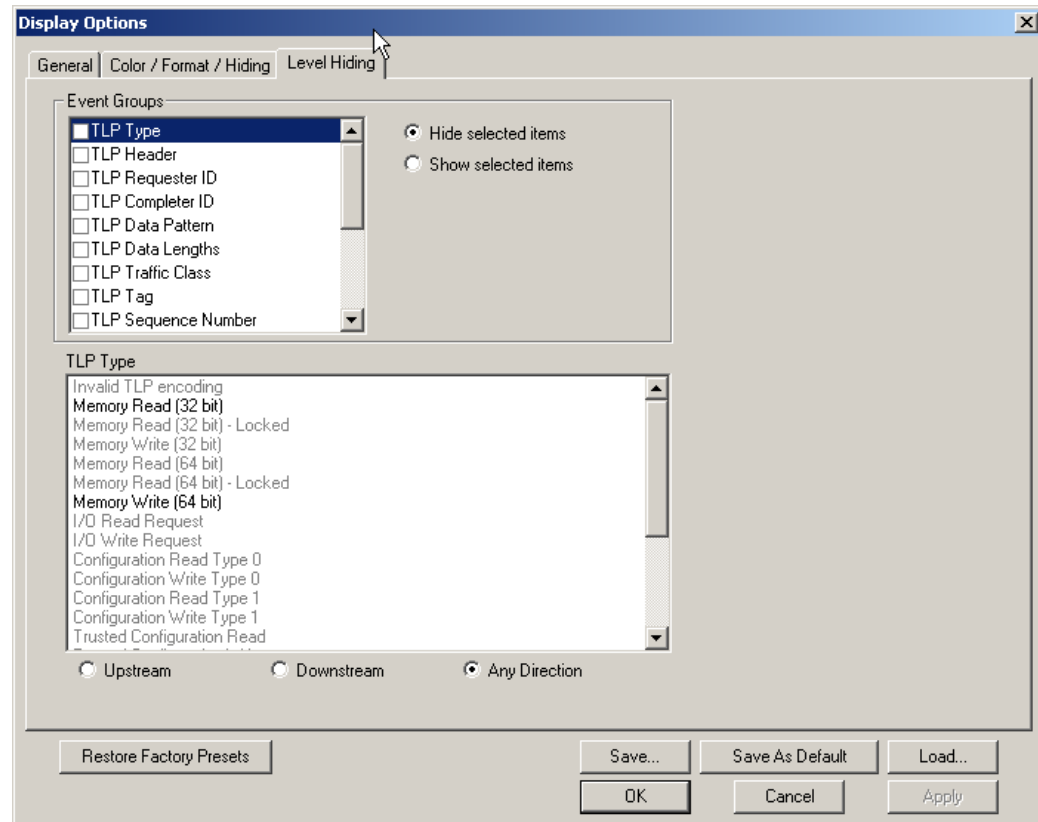 Display Options
General
Color / Format / Hiding
Level Hiding
Event Groups
TLP Type
TLP Header
TLP Requester ID
TLP Completer ID
TLP Data Pattern
TLP Data Lengths
TLP Traffic Class
TLP Tag
TLP Sequence Number
Hide selected items
Show selected items
TLP Type
Invalid TLP encoding
Memory Read (32 bit)
Memory Read (32 bit) - Locked
Memory Write (32 bit)
Memory Read (64 bit)
Memory Read (64 bit) - Locked
Memory Write (64 bit)
I/O Read Request
I/O Write Request
Configuration Read Type 0
Configuration Write Type 0
Configuration Read Type 1
Configuration Write Type 1
Trusted Configuration Read
Upstream
Downstream
Any Direction
Restore Factory Presets
Save...
Save As Default
Load...
OK
Cancel
Apply